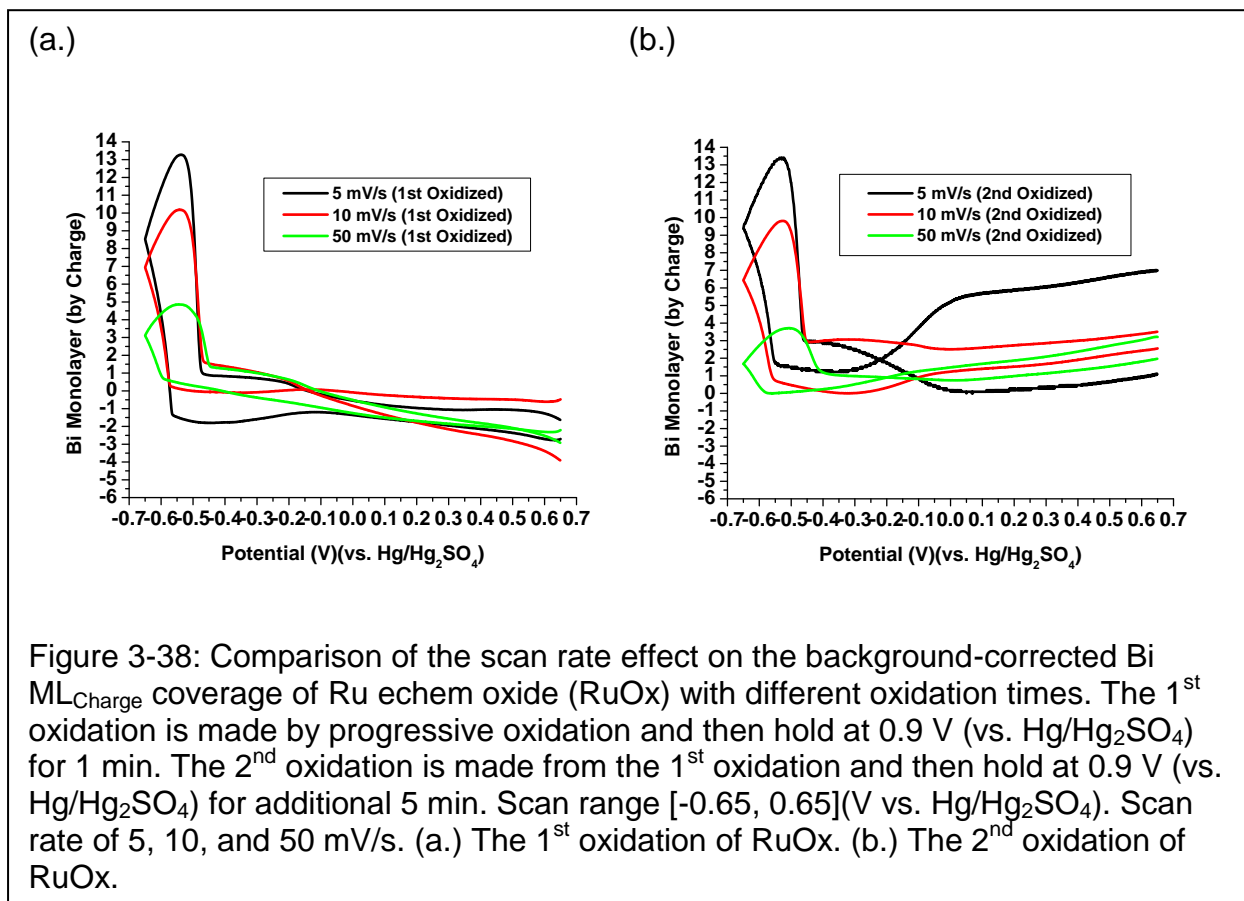 (a.)
(b.)
14
13
12
11
10
9
8
7
6
5
4
3
2
1
0
-1
-2
-3
-4
-5
-6
Bi Monolayer (by Charge)
5 mV/s (1st Oxidized)
10 mV/s (1st Oxidized)
50 mV/s (1st Oxidized)
-0.7 -0.6 -0.5 -0.4 -0.3 -0.2 -0.1 0.0 0.1 0.2 0.3 0.4 0.5 0.6 0.7
Potential (V)(vs. Hg/Hg2SO4)
14
13
12
11
10
9
8
7
6
5
4
3
2
1
0
-1
-2
-3
-4
-5
-6
Bi Monolayer (by Charge)
5 mV/s (2nd Oxidized)
10 mV/s (2nd Oxidized)
50 mV/s (2nd Oxidized)
-0.7 -0.6 -0.5 -0.4 -0.3 -0.2 -0.1 0.0 0.1 0.2 0.3 0.4 0.5 0.6 0.7
Potential (V)(vs. Hg/Hg2SO4)
Figure 3-38: Comparison of the scan rate effect on the background-corrected Bi
MLCharge coverage of Ru echem oxide (RuOx) with different oxidation times. The 1st
oxidation is made by progressive oxidation and then hold at 0.9 V (vs. Hg/Hg2SO4)
for 1 min. The 2nd oxidation is made from the 1st oxidation and then hold at 0.9 V (vs.
Hg/Hg2SO4) for additional 5 min. Scan range [-0.65, 0.65](V vs. Hg/Hg2SO4). Scan
rate of 5, 10, and 50 mV/s. (a.) The 1st oxidation of RuOx. (b.) The 2nd oxidation of
RuOx.